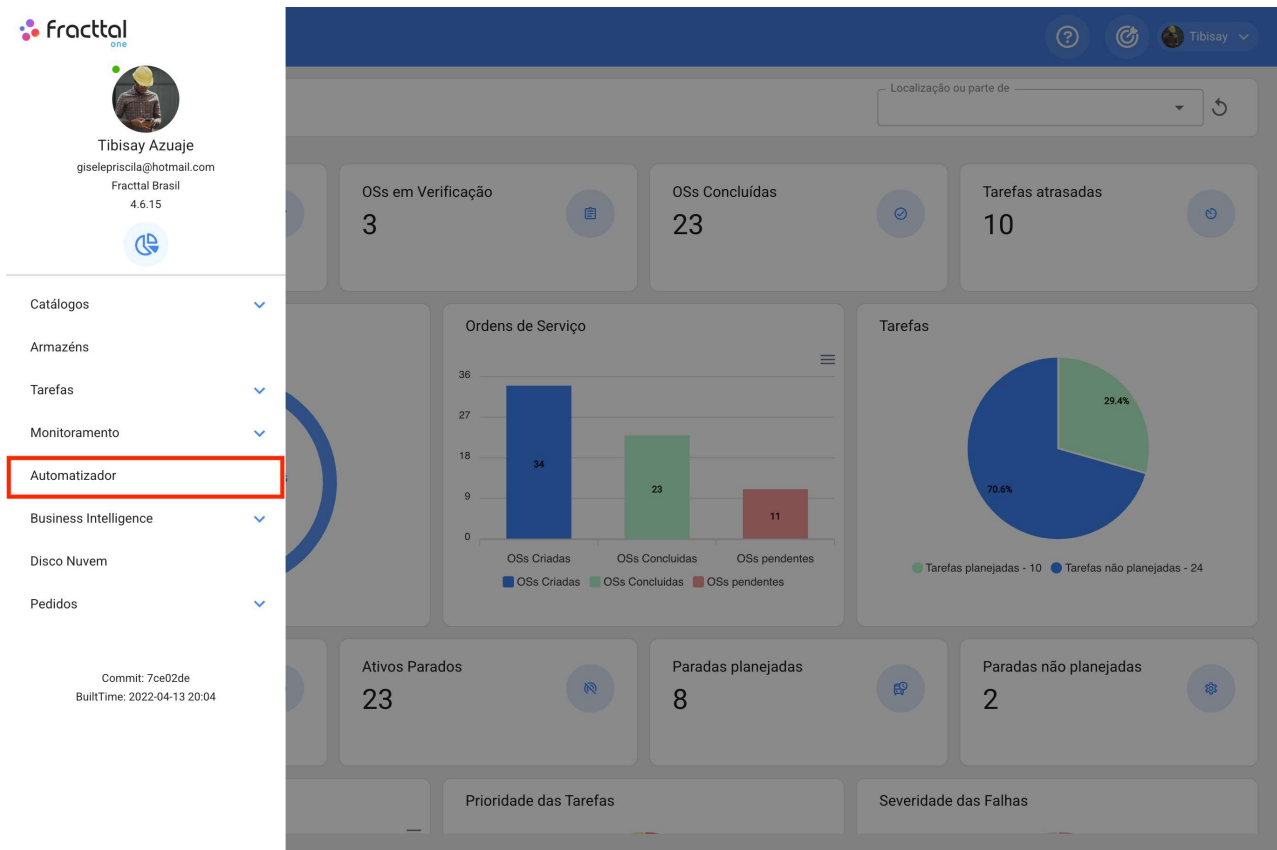 fracttal
one
Tibisay Azuaje
giselepriscila@hotmail.com
Fracttal Brasil
4.6.15
Catálogos
Armazéns
Tarefas
Monitoramento
Automatizador
Business Intelligence
Disco Nuvem
Pedidos
Commit: 7ce02de
BuiltTime: 2022-04-13 20:04
Tibisay
Localização ou parte de
OSs em Verificação
3
OSs Concluídas
23
Tarefas atrasadas
10
Ordens de Serviço
36
27
18
9
0
34
23
11
OSs Criadas OSs Concluidas OSs pendentes
OSs Criadas OSs Concluidas OSs pendentes
Tarefas
29.4%
70.6%
Tarefas planejadas - 10 Tarefas não planejadas - 24
Ativos Parados
23
Paradas planejadas
8
Paradas não planejadas
2
Prioridade das Tarefas
Severidade das Falhas